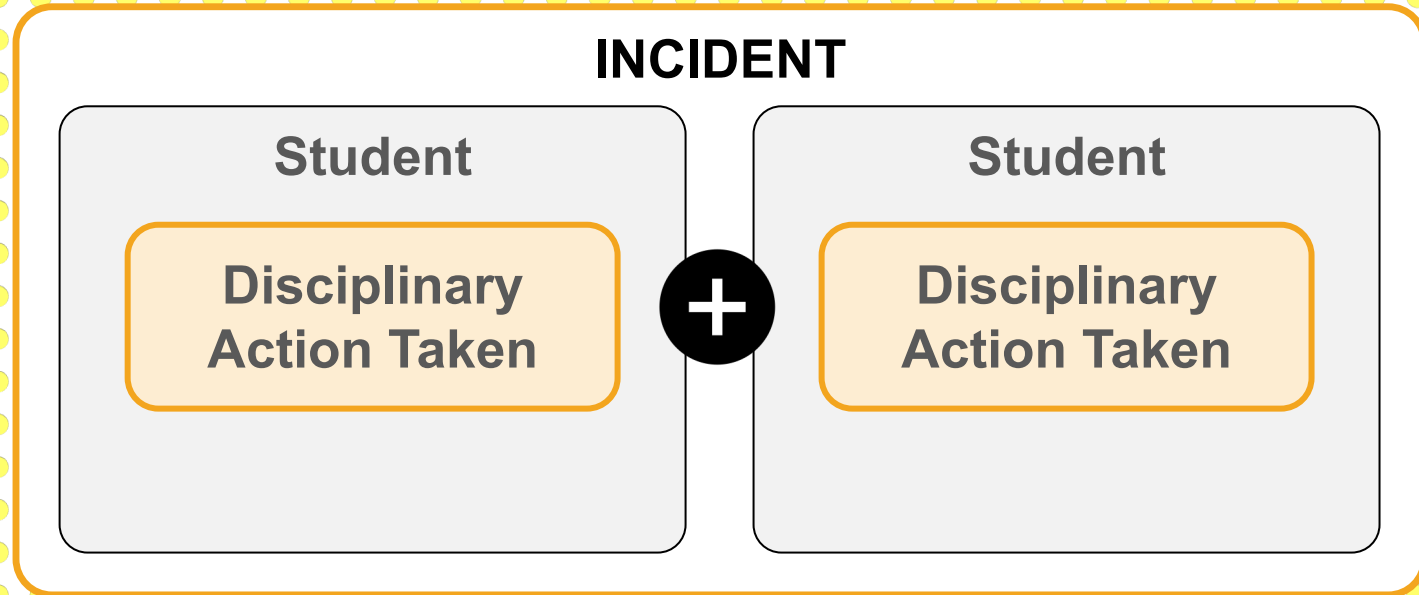 INCIDENT
Student
Disciplinary
Action Taken
+
Student
Disciplinary
Action Taken